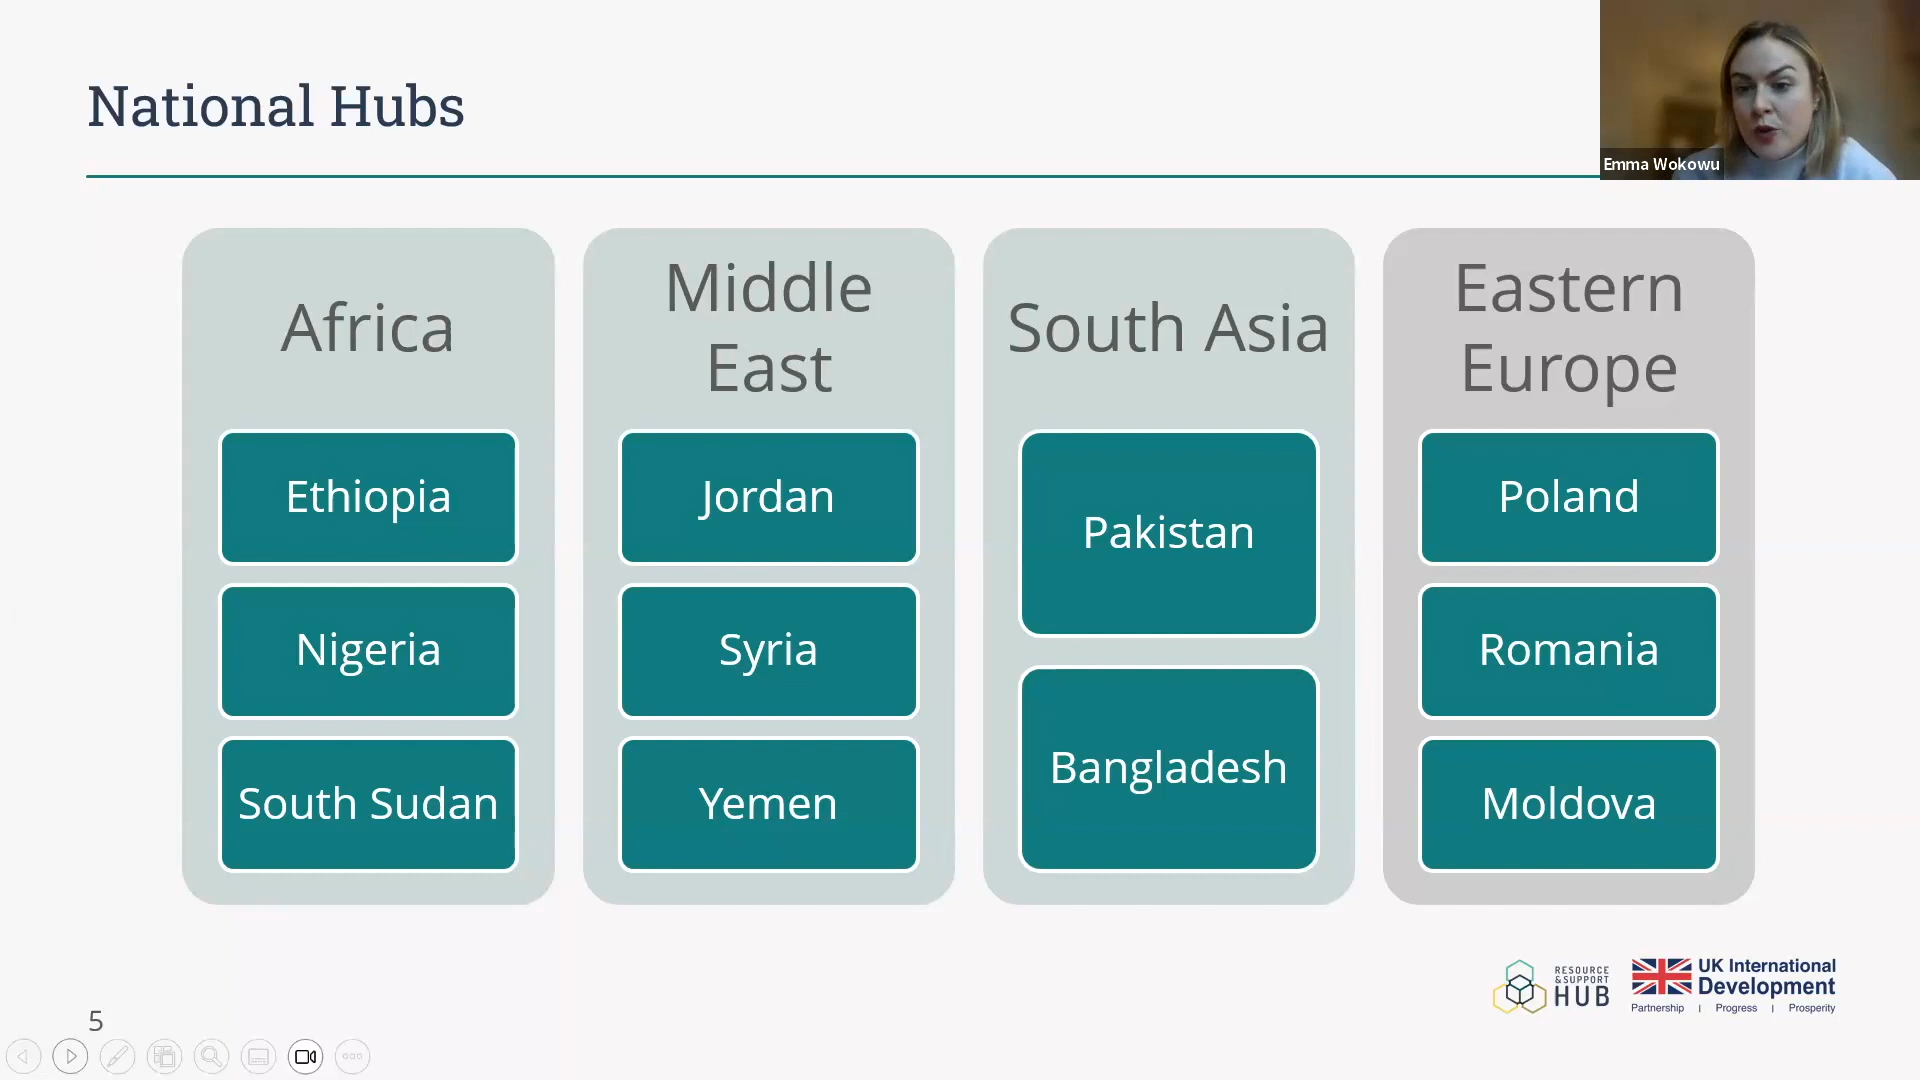 National Hubs
Emma Wokowu
Africa
Ethiopia
Nigeria
South Sudan
Middle
East
Jordan
Syria
Yemen
South Asia
Pakistan
Bangladesh
Eastern
Europe
Poland
Romania
Moldova
RESOURCE
&SUPPORT
HUB
UK International
Development
Partnership | Progress | Prosperity
5